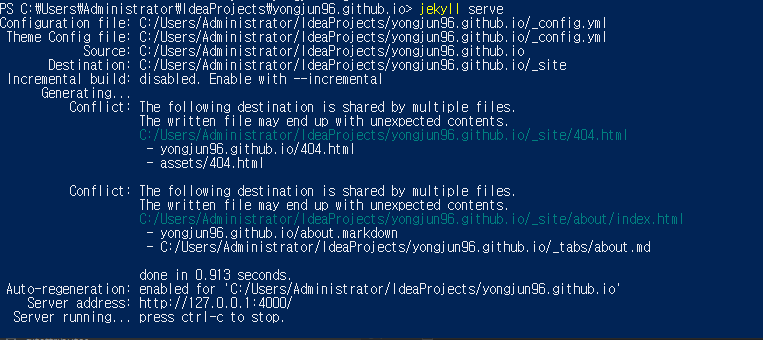 PS C:₩Users₩Administrator₩IdeaProjects₩yongjun96.github.io> jekyll serve
Configuration file: C:/Users/Administrator/IdeaProjects/yongjun96.github.io/_config.yml
Theme Config file: C:/Users/Administrator/IdeaProjects/yongjun96.github.io/_config.yml
Source: C:/Users/Administrator/IdeaProjects/yongjun96.github.io
Destination: C:/Users/Administrator/IdeaProjects/yongjun96.github.io/_site
Incremental build: disabled. Enable with --incremental
Generating...
Conflict: The following destination is shared by multiple files.
The written file may end up with unexpected contents.
C:/Users/Administrator/IdeaProjects/yongjun96.github.io/_site/404.html
- yongjun96.github.io/404.html
- assets/404.html
Conflict: The following destination is shared by multiple files.
The written file may end up with unexpected contents.
C:/Users/Administrator/IdeaProjects/yongjun96.github.io/_site/about/index.html
- yongjun96.github.io/about.markdown
- C:/Users/Administrator/IdeaProjects/yongjun96.github.io/_tabs/about.md
done in 0.913 seconds.
Auto-regeneration: enabled for 'C:/Users/Administrator/IdeaProjects/yongjun96.github.io'
Server address: http://127.0.0.1:4000/
Server running... press ctrl-c to stop.